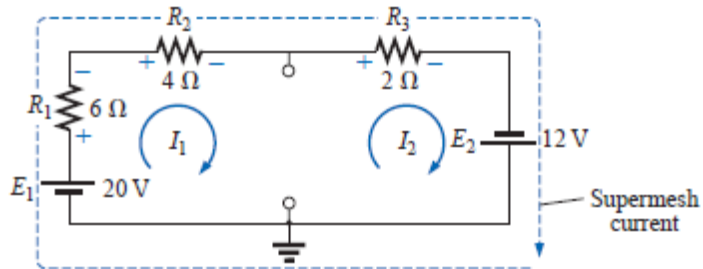 R2 R3
+ − + −
− 4 Ω 2 Ω
R1 6 Ω I1 I2 E2 12 V
+
E1 20 V
Supermesh
current